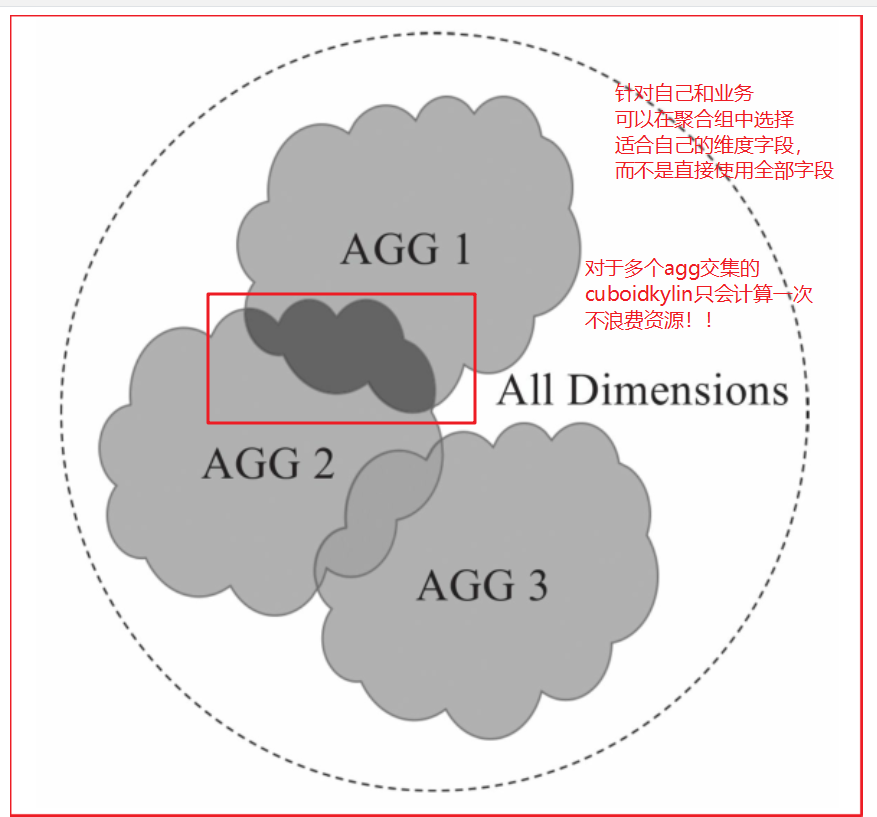 针对自己和业务
可以在聚合组中选择
适合自己的维度字段，
而不是直接使用全部字段
AGG 1
对于多个agg交集的
cuboidkylin只会计算一次
不浪费资源！！
All Dimensions
AGG 2
AGG 3